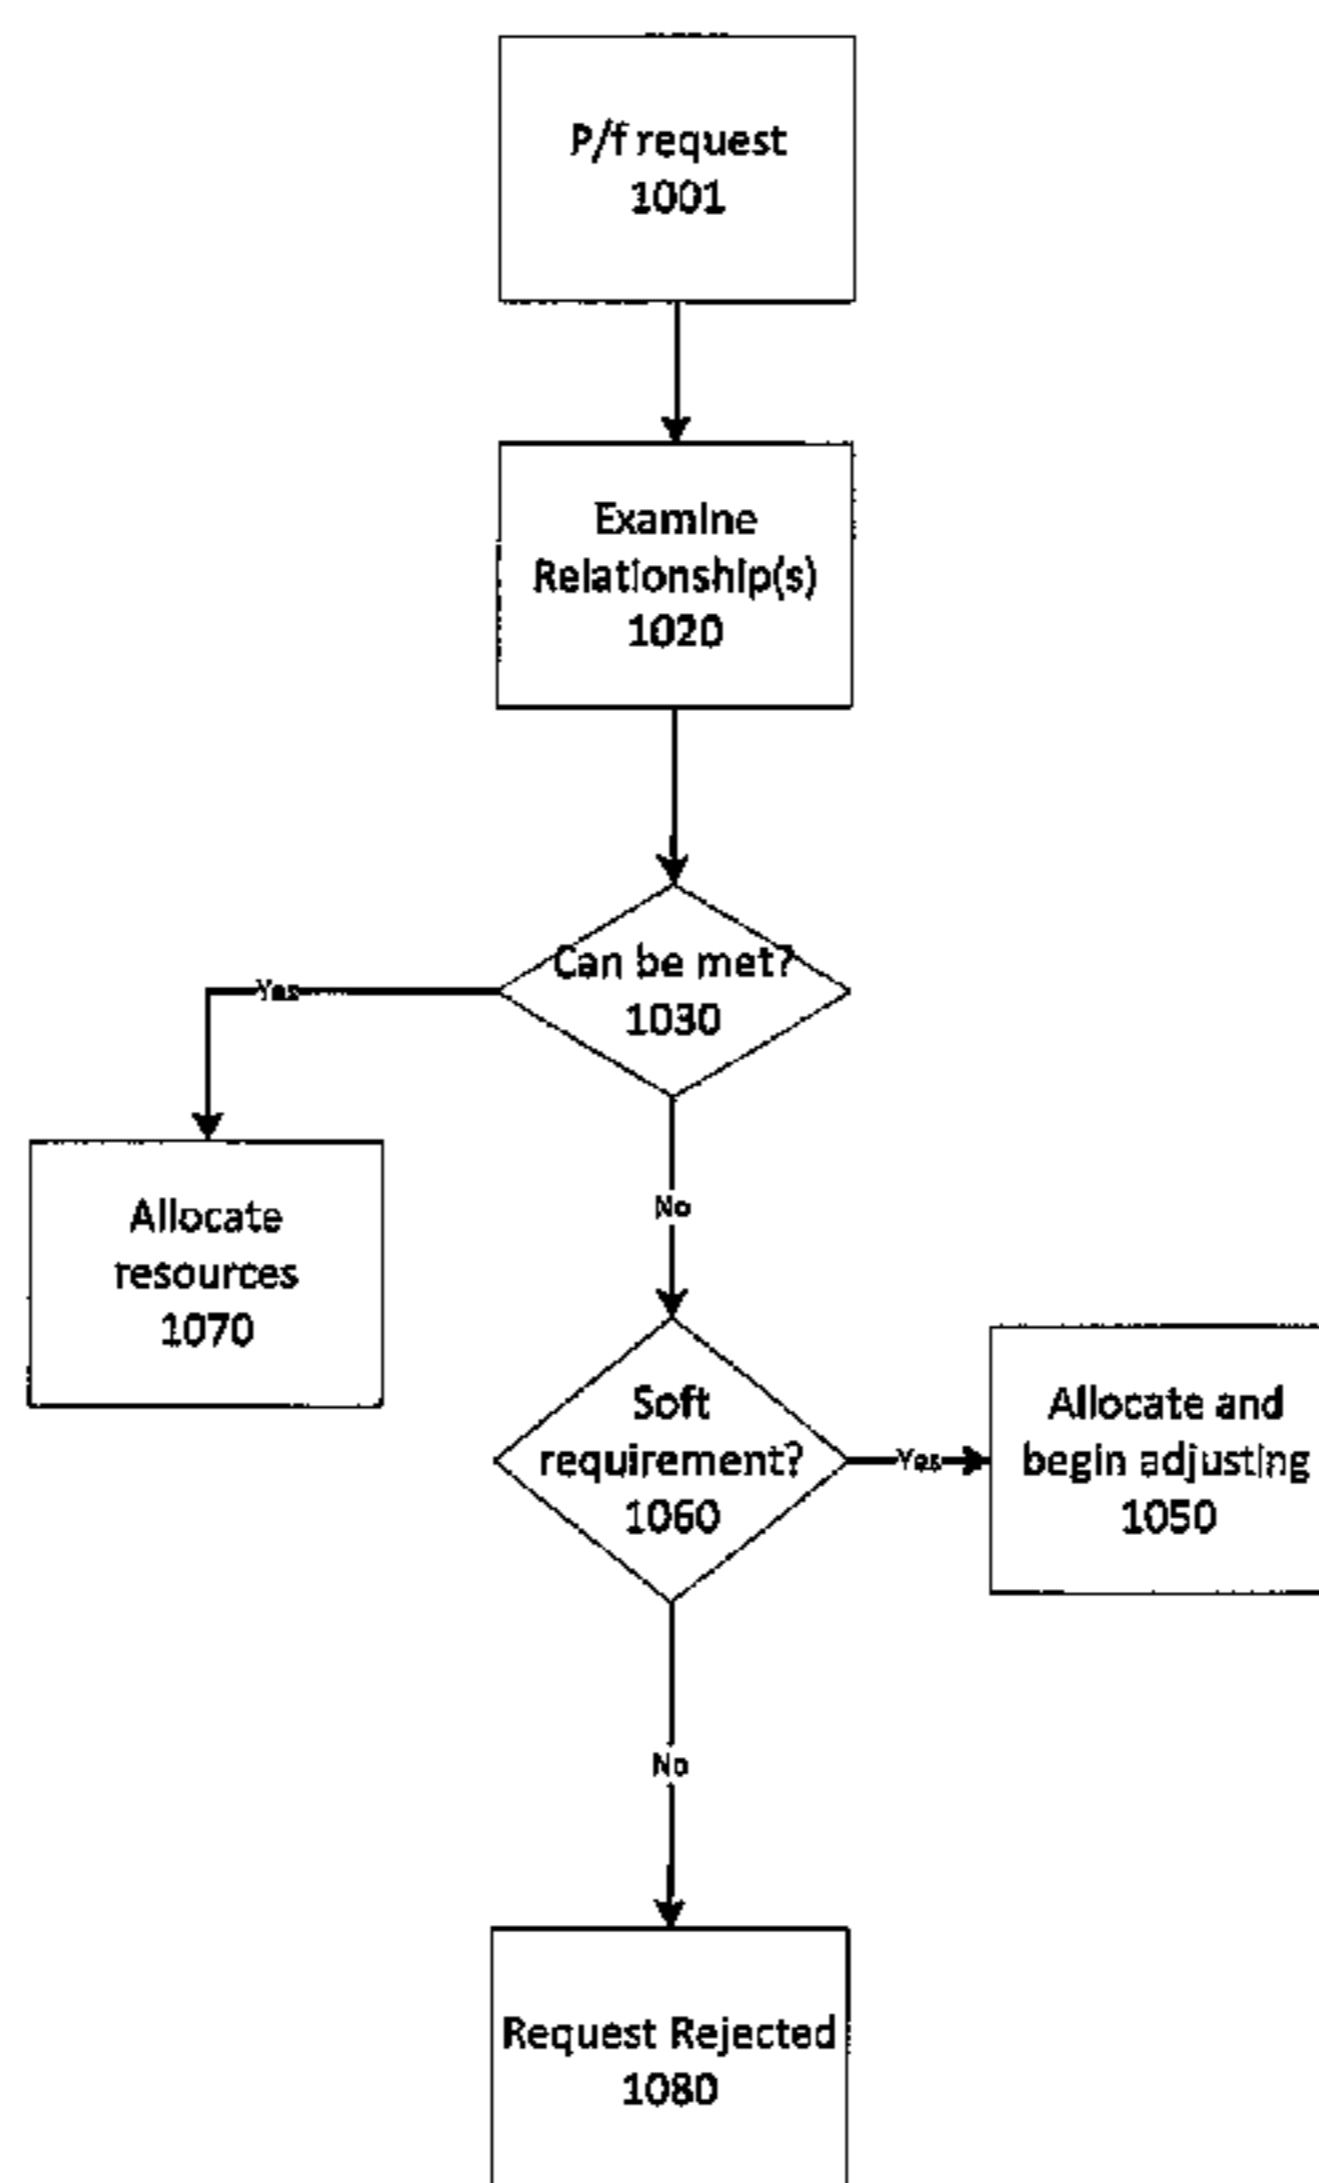 P/f request
1001
Examine
Relationship(s)
1020
Can be met?
1030
Yes
No
Allocate
resources
1070
Soft
requirement?
1060
Yes
Allocate and
begin adjusting
1050
No
Request Rejected
1080